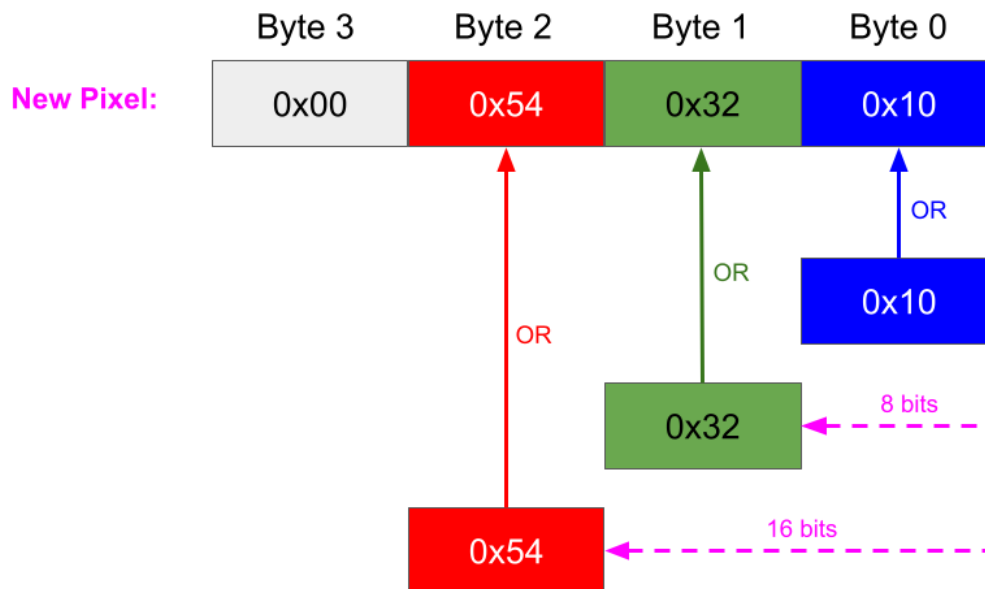 Byte 3 Byte 2 Byte 1 Byte 0
New Pixel: 0x00 0x54 0x32 0x10
OR
OR
OR
0x10
8 bits
0x32
16 bits
0x54